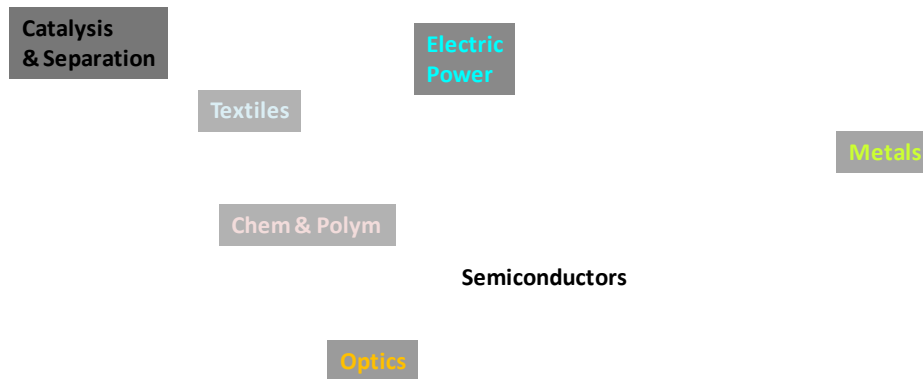 Catalysis
& Separation
Electric
Power
Textiles
Metals
Chem & Polym
Semiconductors
Optics